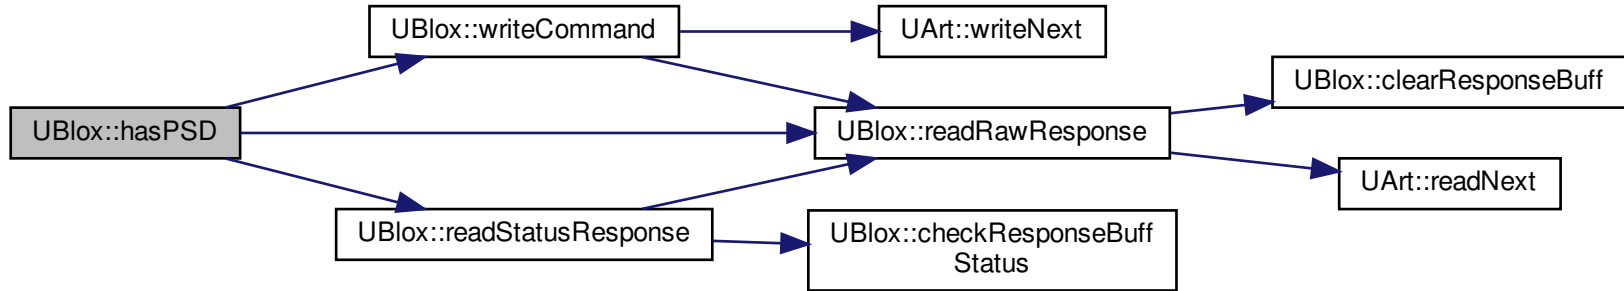 UBlox::hasPSD
UBlox::writeCommand
UBlox::readStatusResponse
UArt::writeNext
UBlox::readRawResponse
UBlox::checkResponseBuff
Status
UBlox::clearResponseBuff
UArt::readNext